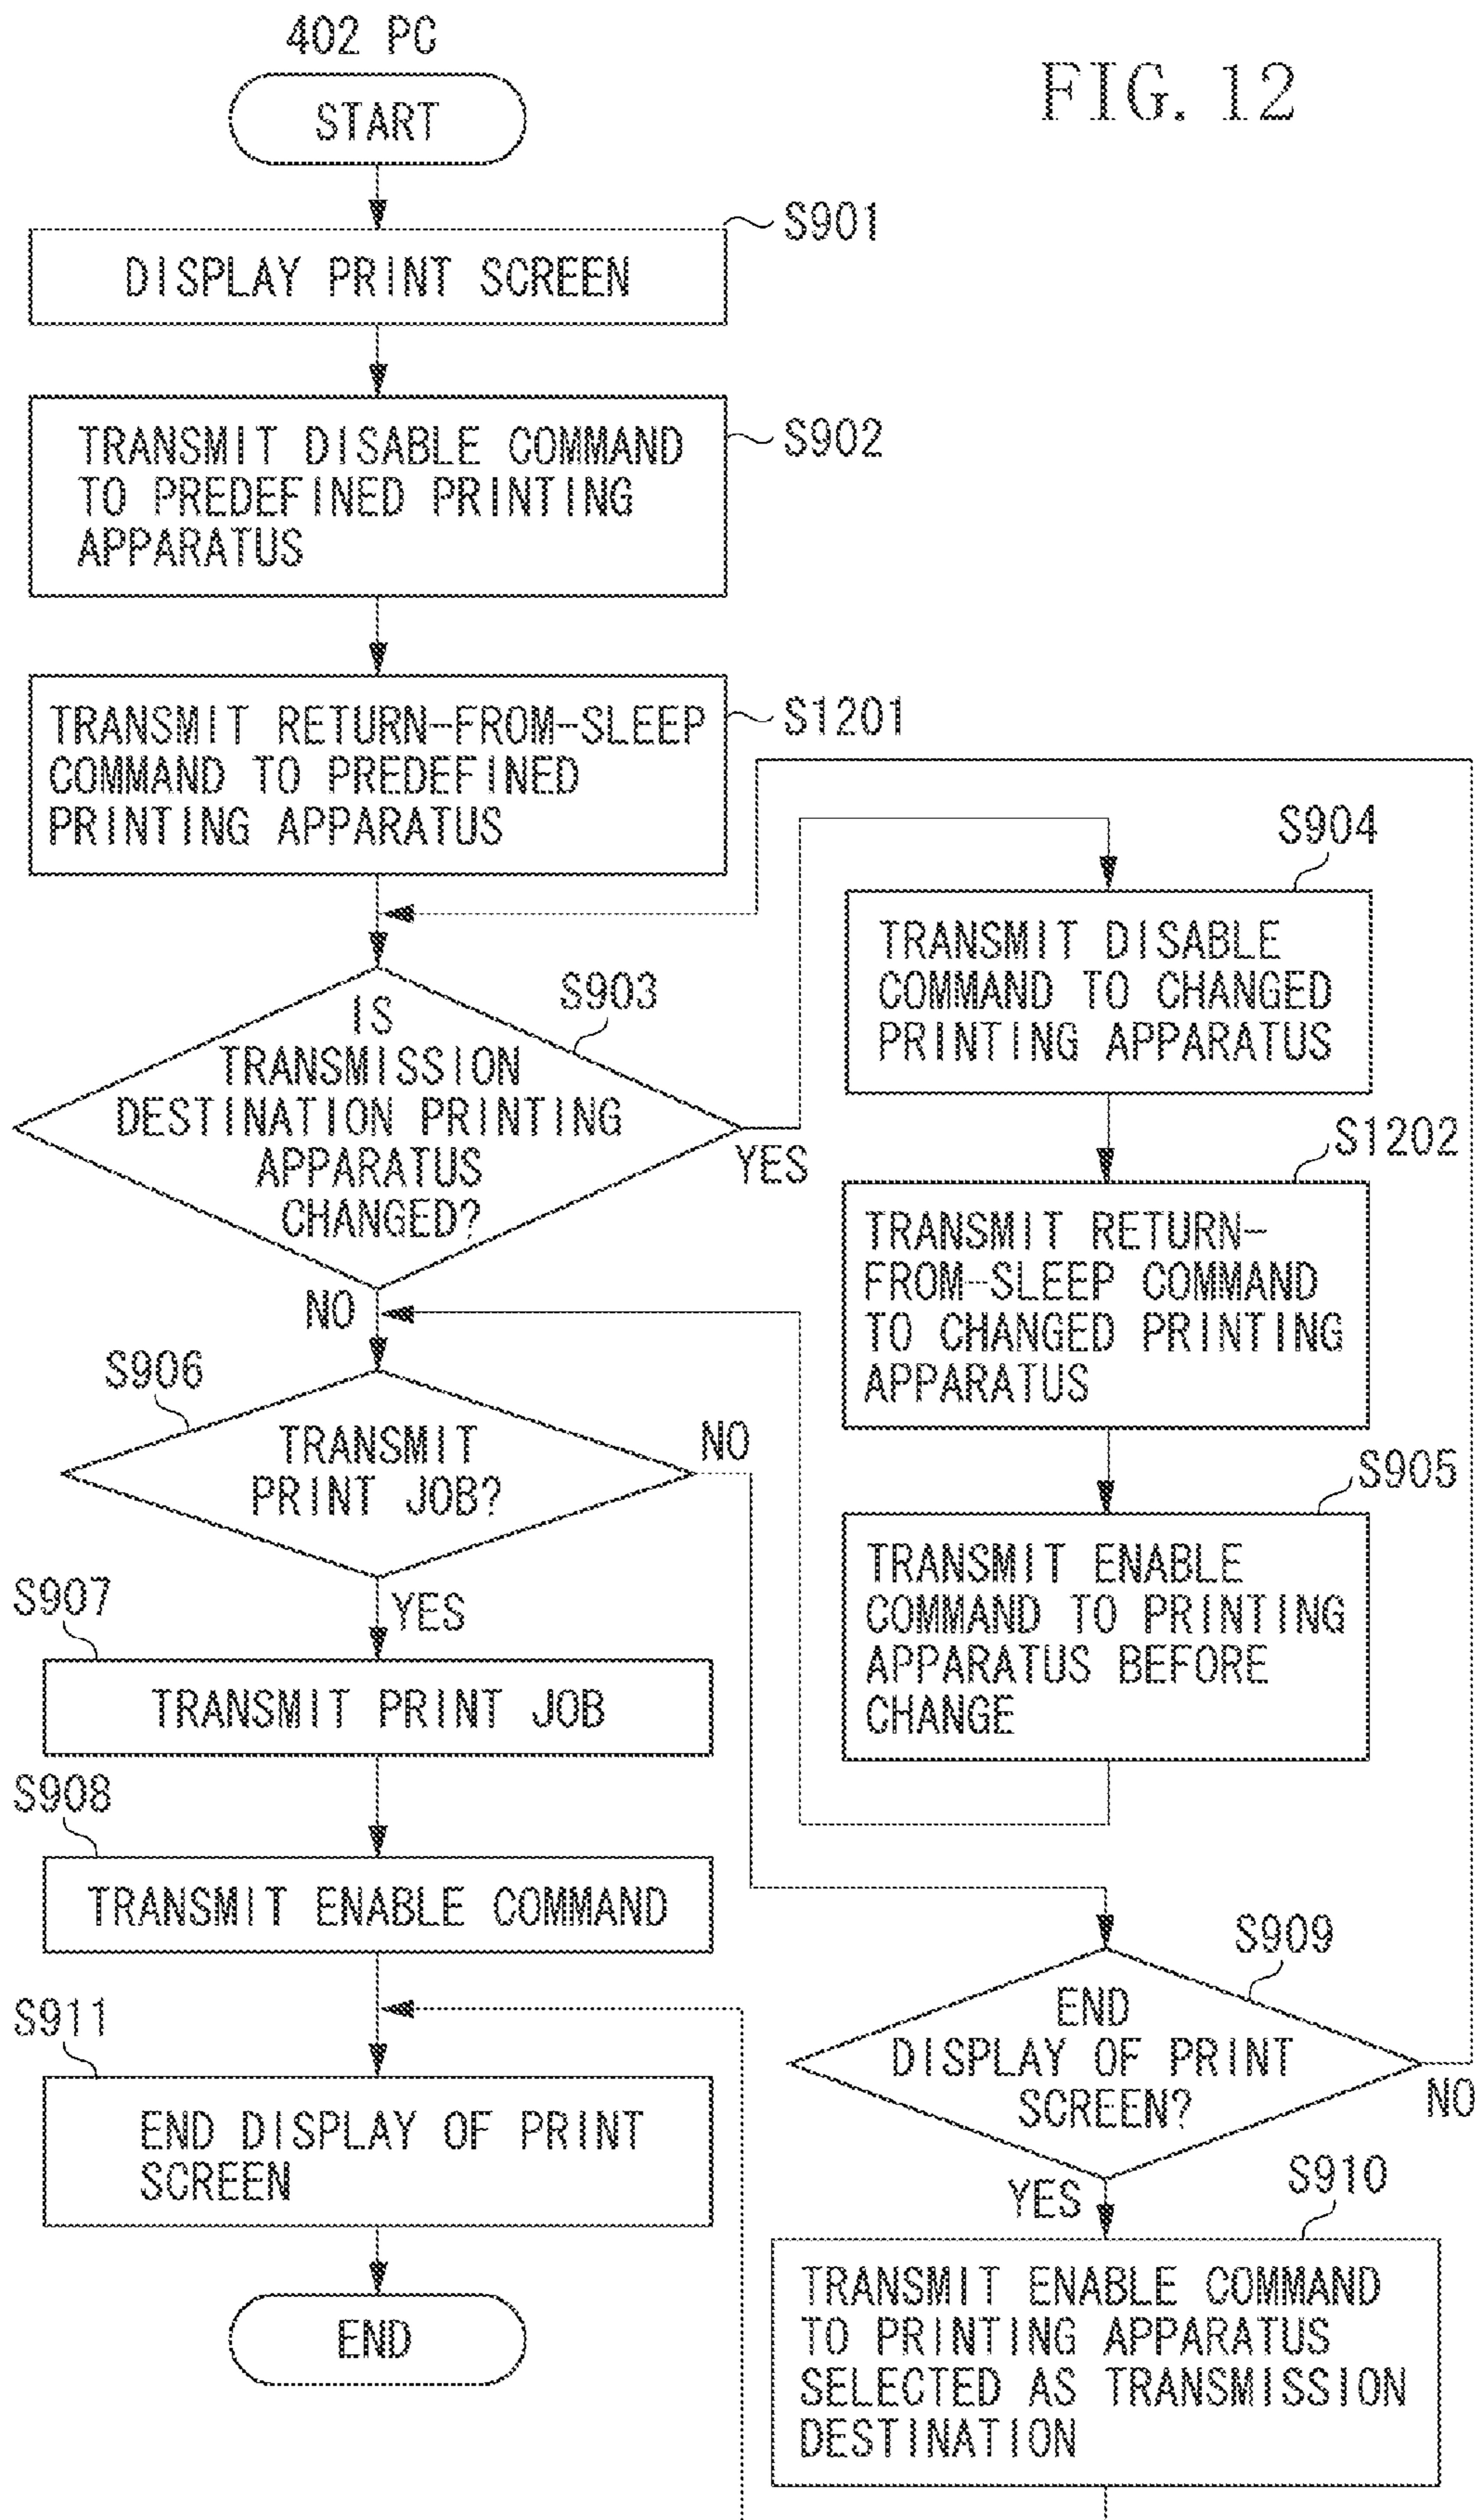 402 PC
FIG. 12
START
S901
DISPLAY PRINT SCREEN
S902
TRANSMIT DISABLE COMMAND
TO PREDEFINED PRINTING
APPARATUS
S1201
TRANSMIT RETURN-FROM-SLEEP
COMMAND TO PREDEFINED
PRINTING APPARATUS
S903
IS
TRANSMISSION
DESTINATION PRINTING
APPARATUS
CHANGED?
YES
NO
S904
TRANSMIT DISABLE
COMMAND TO CHANGED
PRINTING APPARATUS
S1202
TRANSMIT RETURN-
FROM-SLEEP COMMAND
TO CHANGED PRINTING
APPARATUS
S905
TRANSMIT ENABLE
COMMAND TO PRINTING
APPARATUS BEFORE
CHANGE
S906
TRANSMIT
PRINT JOB?
NO
YES
S907
TRANSMIT PRINT JOB
S908
TRANSMIT ENABLE COMMAND
S909
END
DISPLAY OF PRINT
SCREEN?
NO
YES
S910
TRANSMIT ENABLE COMMAND
TO PRINTING APPARATUS
SELECTED AS TRANSMISSION
DESTINATION
S911
END DISPLAY OF PRINT
SCREEN
END